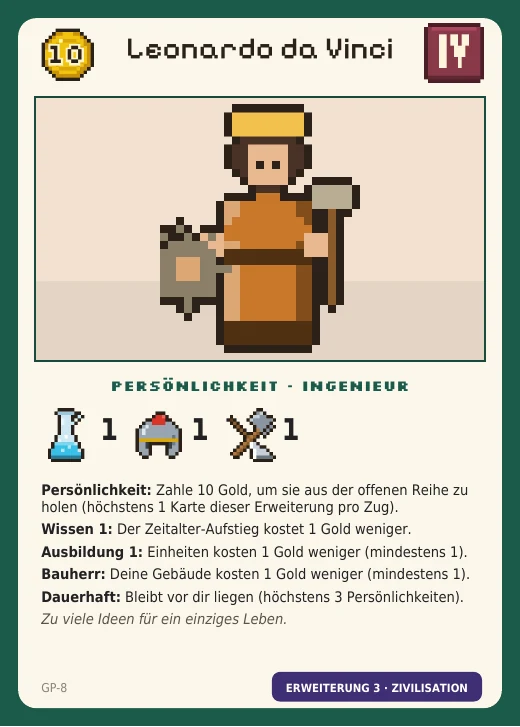 10
Leonardo da Vinci
IV
PERSÖNLICHKEIT · INGENIEUR
1 1 1
Persönlichkeit: Zahle 10 Gold, um sie aus der offenen Reihe zu
holen (höchstens 1 Karte dieser Erweiterung pro Zug).
Wissen 1: Der Zeitalter-Aufstieg kostet 1 Gold weniger.
Ausbildung 1: Einheiten kosten 1 Gold weniger (mindestens 1).
Bauherr: Deine Gebäude kosten 1 Gold weniger (mindestens 1).
Dauerhaft: Bleibt vor dir liegen (höchstens 3 Persönlichkeiten).
Zu viele Ideen für ein einziges Leben.
GP-8
ERWEITERUNG 3 · ZIVILISATION